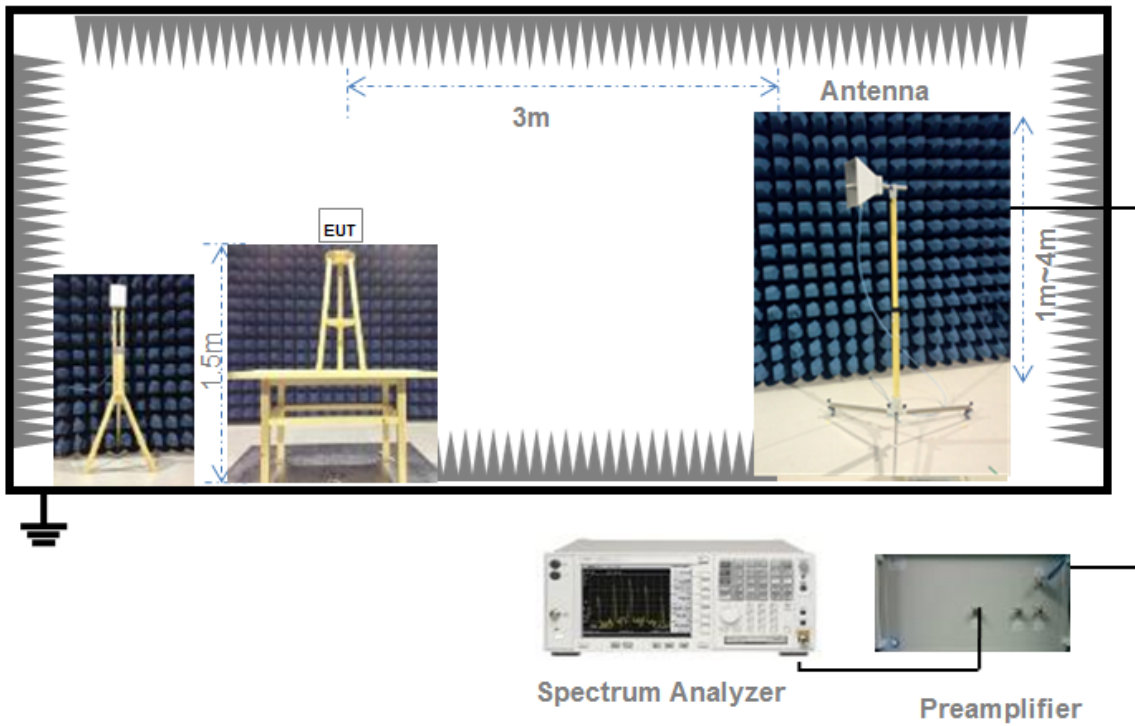 Antenna
3m
EUT
1.5m
1m~4m
Spectrum Analyzer
Preamplifier